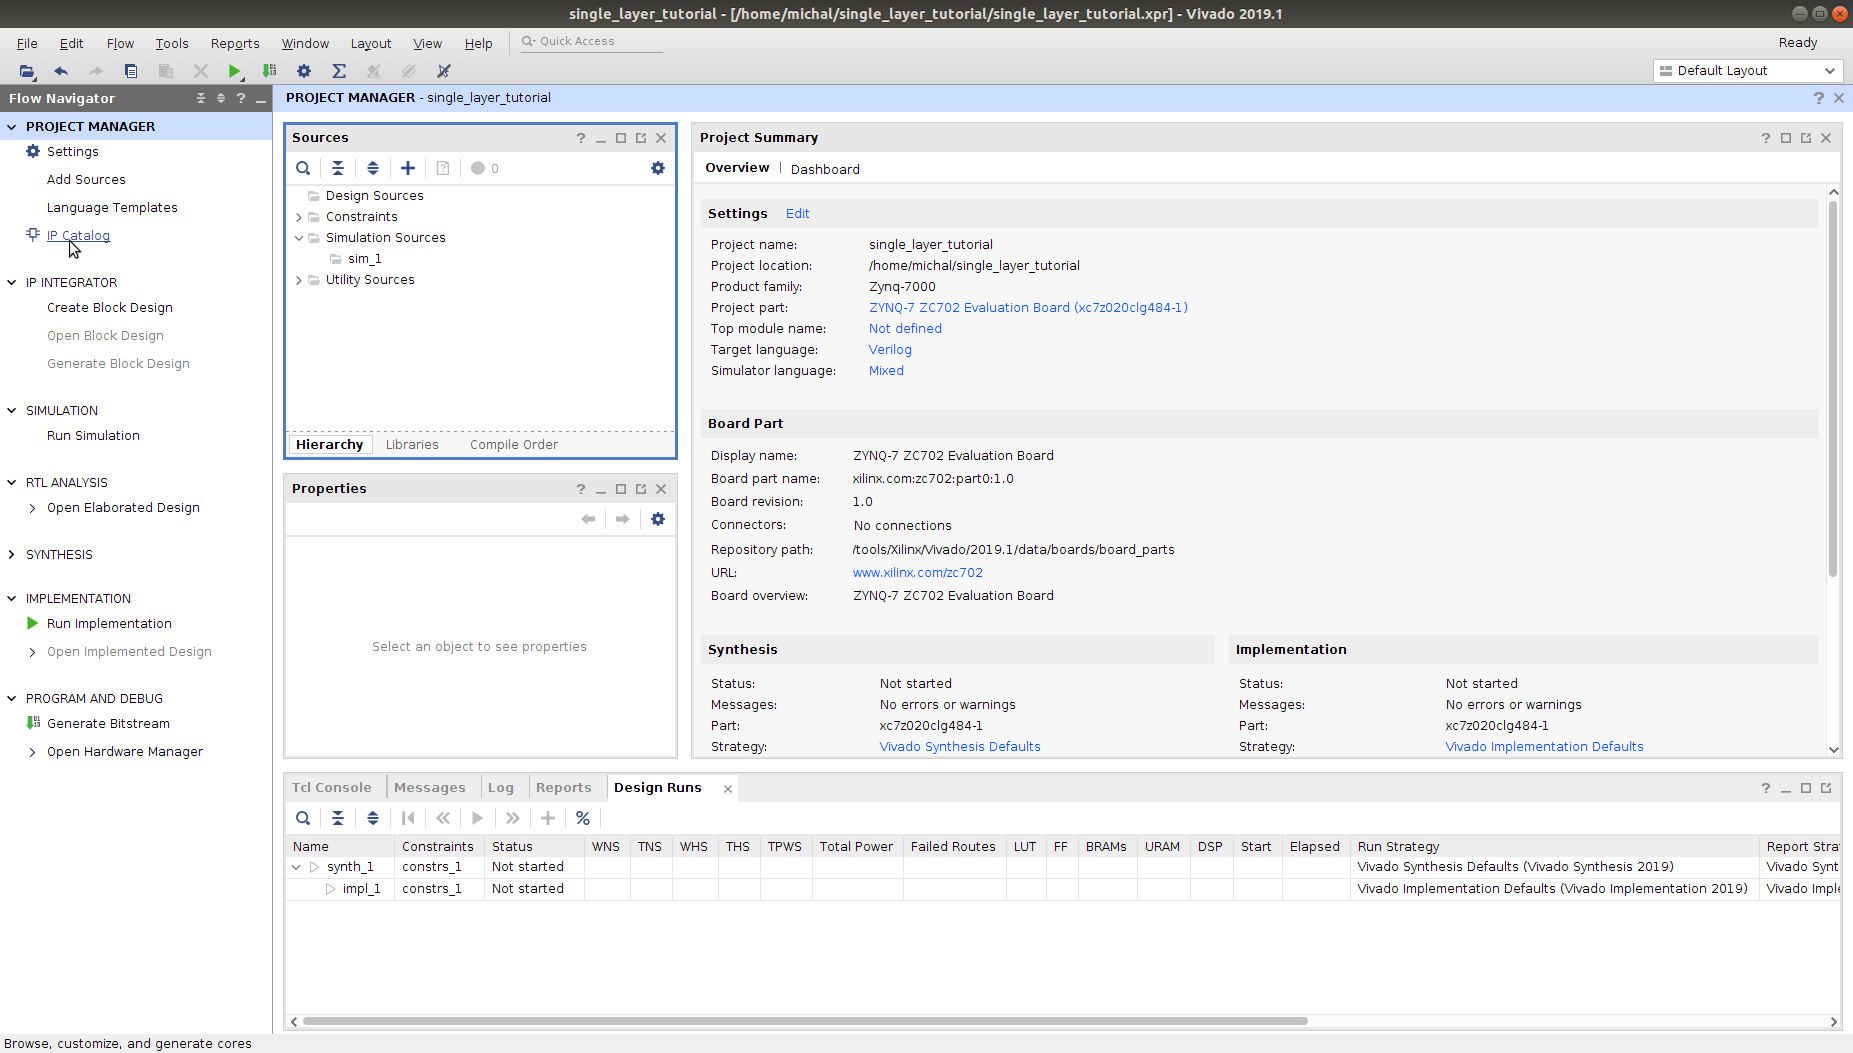 single_layer_tutorial - [/home/michal/single_layer_tutorial/single_layer_tutorial.xpr] - Vivado 2019.1
File Edit Flow Tools Reports Window Layout View Help Quick Access Ready
Default Layout
Flow Navigator
PROJECT MANAGER - single_layer_tutorial
PROJECT MANAGER
Settings
Add Sources
Language Templates
IP Catalog
IP INTEGRATOR
Create Block Design
Open Block Design
Generate Block Design
SIMULATION
Run Simulation
RTL ANALYSIS
Open Elaborated Design
SYNTHESIS
IMPLEMENTATION
Run Implementation
Open Implemented Design
PROGRAM AND DEBUG
Generate Bitstream
Open Hardware Manager
Sources
0
Design Sources
Constraints
Simulation Sources
sim_1
Utility Sources
Hierarchy Libraries Compile Order
Properties
Select an object to see properties
Project Summary
Overview | Dashboard
Settings Edit
Project name: single_layer_tutorial
Project location: /home/michal/single_layer_tutorial
Product family: Zynq-7000
Project part: ZYNQ-7 ZC702 Evaluation Board (xc7z020clg484-1)
Top module name: Not defined
Target language: Verilog
Simulator language: Mixed
Board Part
Display name: ZYNQ-7 ZC702 Evaluation Board
Board part name: xilinx.com:zc702:part0:1.0
Board revision: 1.0
Connectors: No connections
Repository path: /tools/Xilinx/Vivado/2019.1/data/boards/board_parts
URL: www.xilinx.com/zc702
Board overview: ZYNQ-7 ZC702 Evaluation Board
Synthesis
Status: Not started
Messages: No errors or warnings
Part: xc7z020clg484-1
Strategy: Vivado Synthesis Defaults
Implementation
Status: Not started
Messages: No errors or warnings
Part: xc7z020clg484-1
Strategy: Vivado Implementation Defaults
Tcl Console Messages Log Reports Design Runs
Name Constraints Status WNS TNS WHS THS TPWS Total Power Failed Routes LUT FF BRAMs URAM DSP Start Elapsed Run Strategy Report Stra
synth_1 constrs_1 Not started Vivado Synthesis Defaults (Vivado Synthesis 2019) Vivado Synt
impl_1 constrs_1 Not started Vivado Implementation Defaults (Vivado Implementation 2019) Vivado Imple
Browse, customize, and generate cores